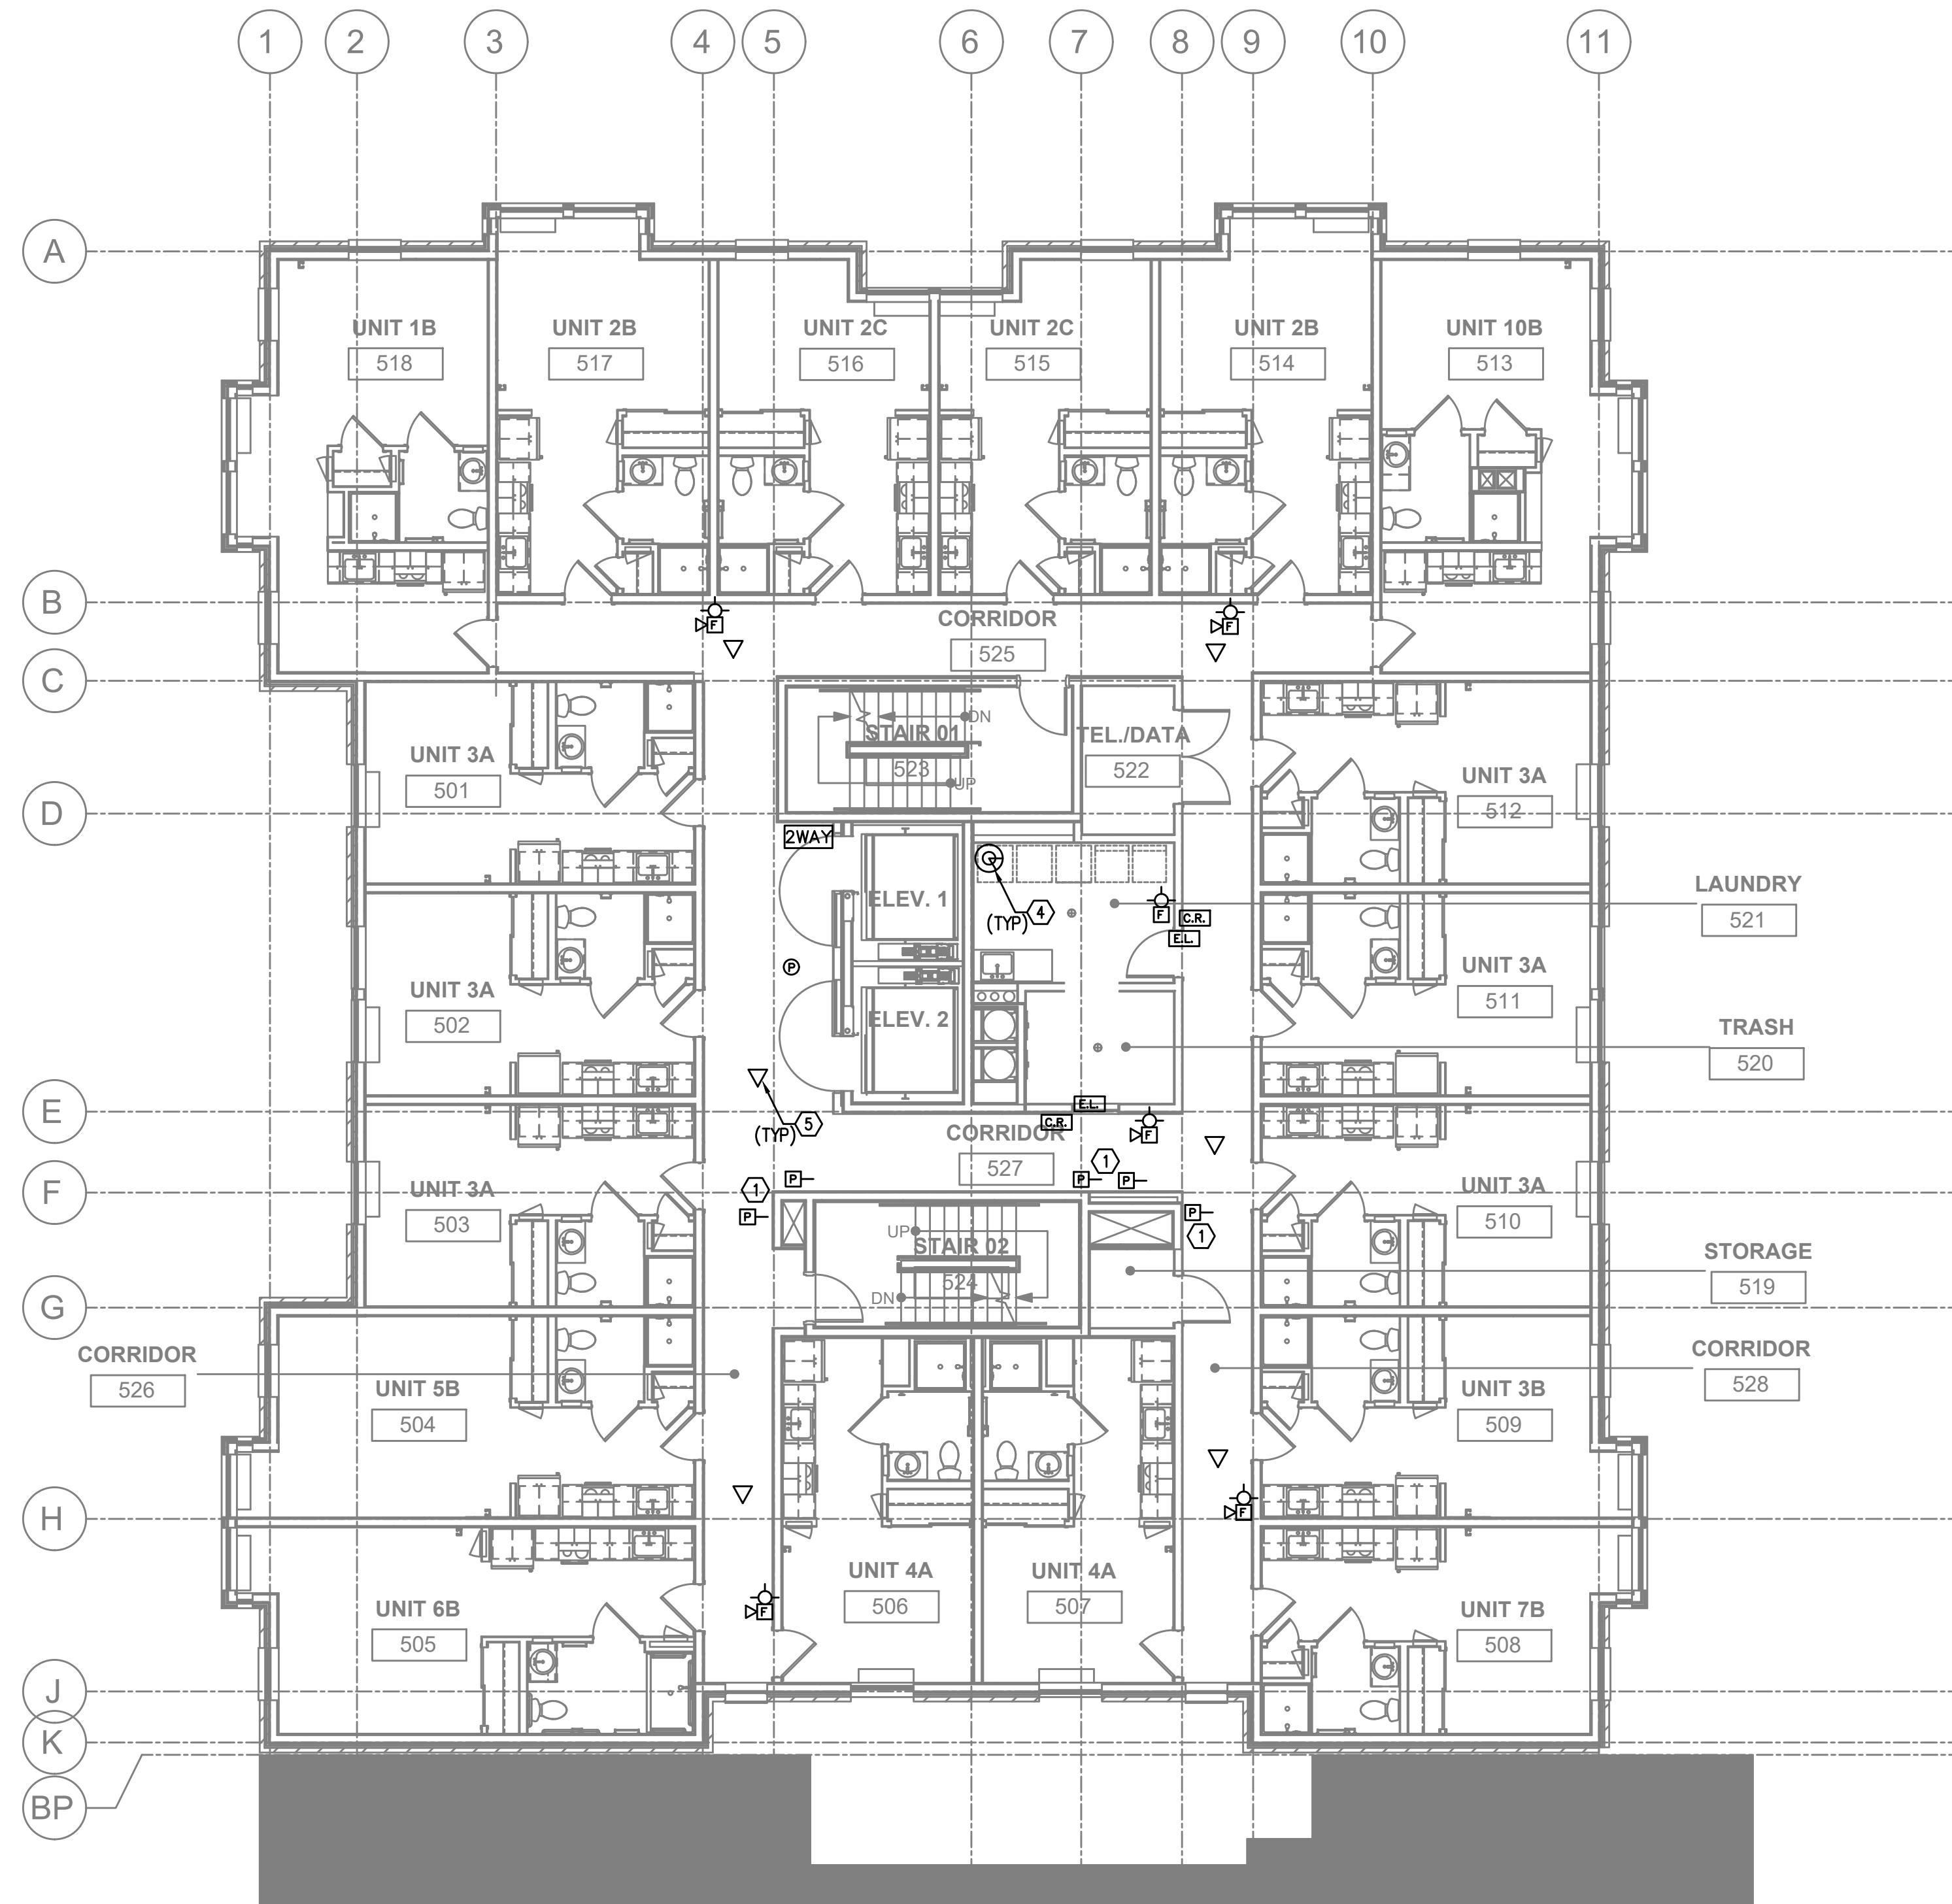 1 2 3 4 5 6 7 8 9 10 11
A
UNIT 1B UNIT 2B UNIT 2C UNIT 2C UNIT 2B UNIT 10B
518 517 516 515 514 513
B
F F
CORRIDOR
525
C
DN
STAIR 01 TEL./DATA
523 522
UP
UNIT 3A
501
UNIT 3A
512
D
2WAY
ELEV. 1
4
(TYP)
F C.R.
E.L.
LAUNDRY
521
P
UNIT 3A
502
UNIT 3A
511
ELEV. 2
TRASH
520
E
E.L.
C.R.
5
(TYP)
F
CORRIDOR
527
1 1
P P P
F
UNIT 3A
503
UNIT 3A
510
P P
1
UP
STAIR 02
524
DN
STORAGE
519
G
CORRIDOR
526
CORRIDOR
528
UNIT 5B
504
UNIT 3B
509
H
F
UNIT 4A UNIT 4A
506 507
F
UNIT 6B
505
UNIT 7B
508
J
K
BP